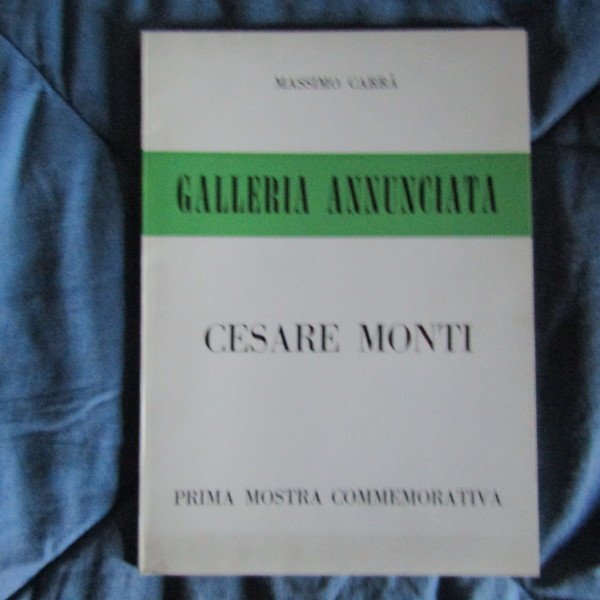 MASSIMO CARRÀ
GALLERIA ANNUNCIATA
CESARE MONTI
PRIMA MOSTRA COMMEMORATIVA